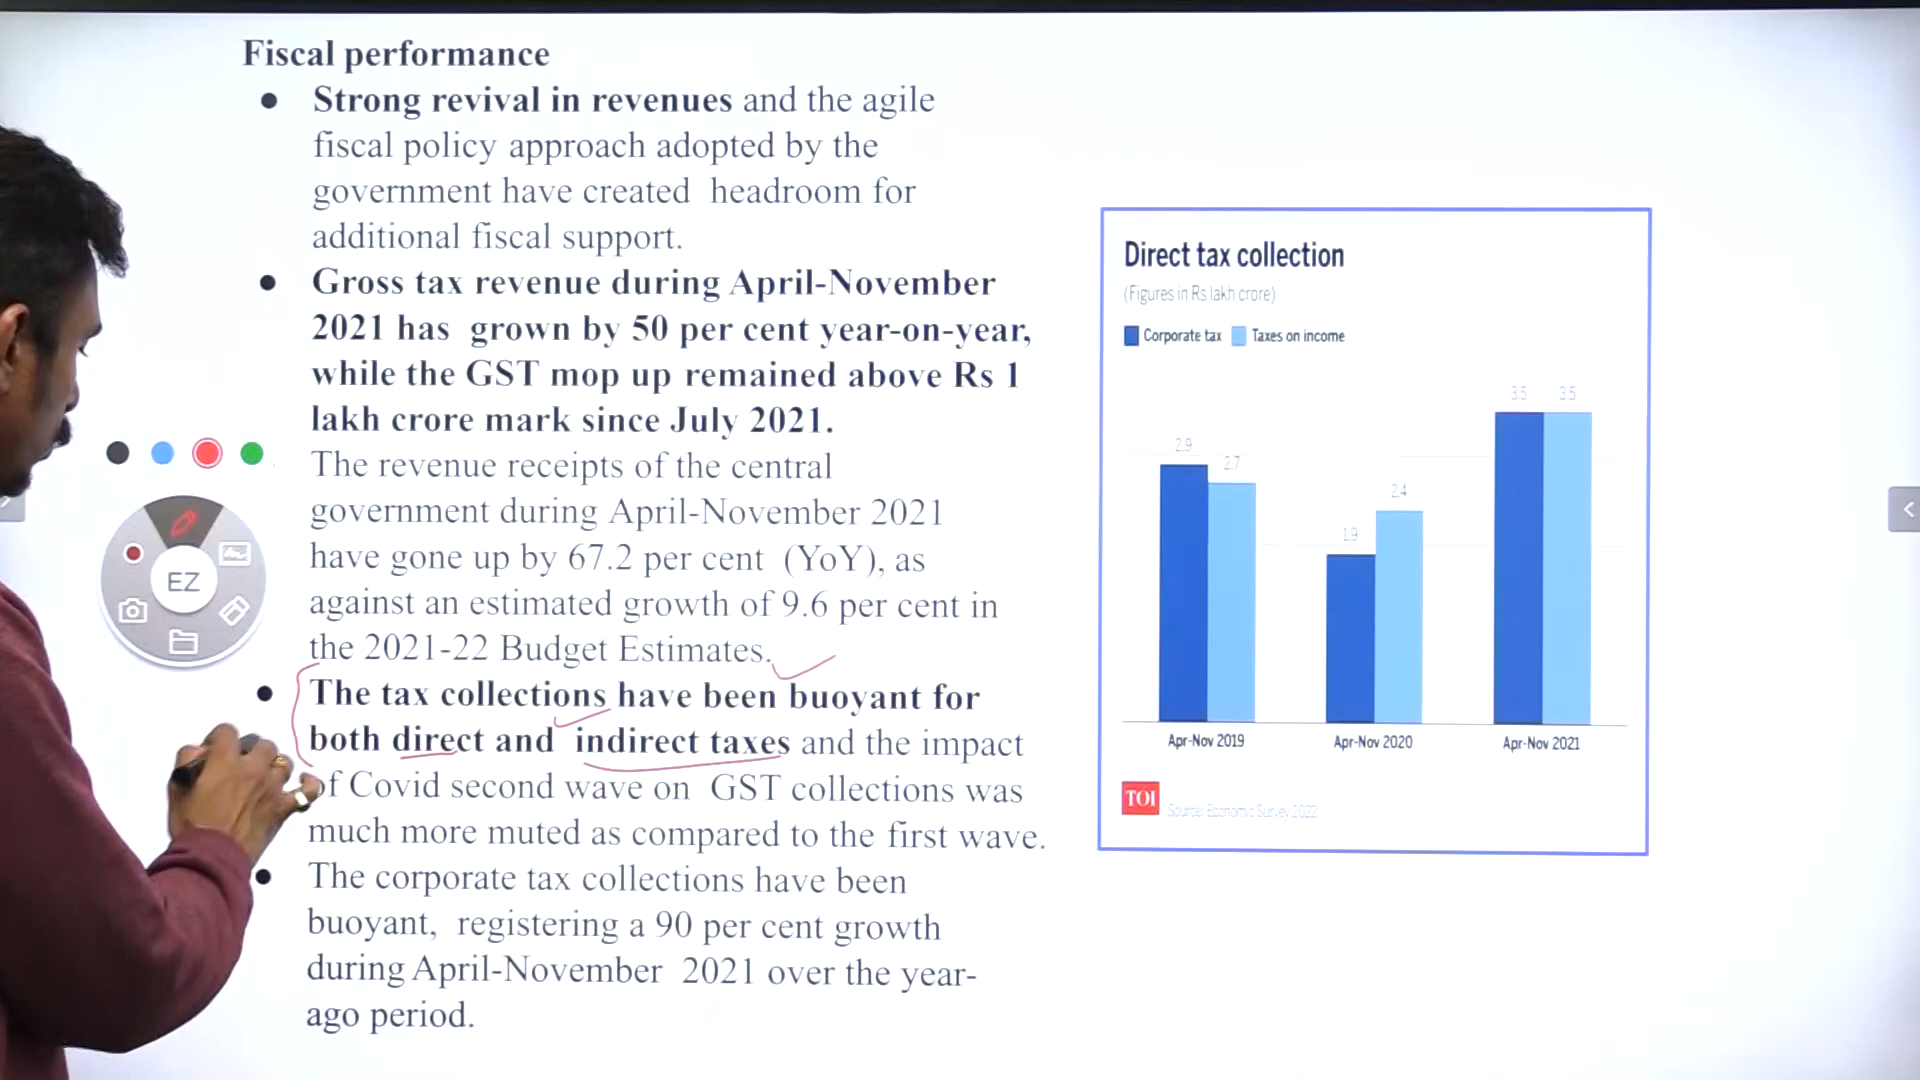 Fiscal performance
● Strong revival in revenues and the agile
fiscal policy approach adopted by the
government have created headroom for
additional fiscal support.
● Gross tax revenue during April-November
2021 has grown by 50 per cent year-on-year,
while the GST mop up remained above Rs 1
lakh crore mark since July 2021.
The revenue receipts of the central
government during April-November 2021
have gone up by 67.2 per cent (YoY), as
against an estimated growth of 9.6 per cent in
the 2021-22 Budget Estimates.
● The tax collections have been buoyant for
both direct and indirect taxes and the impact
of Covid second wave on GST collections was
much more muted as compared to the first wave.
● The corporate tax collections have been
buoyant, registering a 90 per cent growth
during April-November 2021 over the year-
ago period.
EZ
Direct tax collection
(Figures in Rs lakh crore)
Corporate tax Taxes on income
3.5 3.5
2.9
2.7
2.4
1.9
Apr-Nov 2019 Apr-Nov 2020 Apr-Nov 2021
TOI Source: Economic Survey 2022